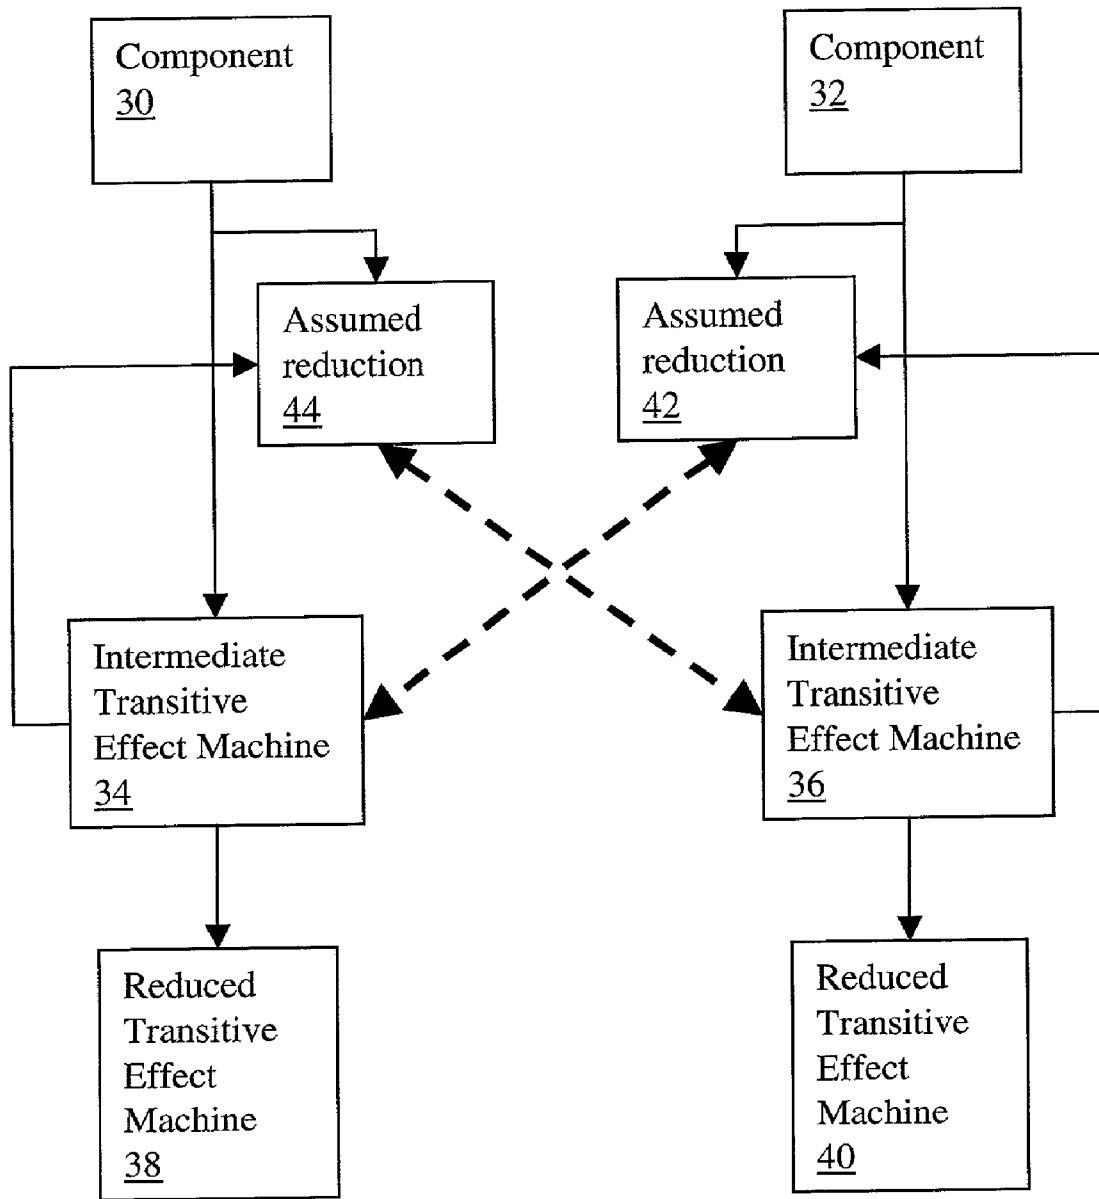 Component
30
Component
32
Assumed
reduction
44
Assumed
reduction
42
Intermediate
Transitive
Effect Machine
34
Intermediate
Transitive
Effect Machine
36
Reduced
Transitive
Effect
Machine
38
Reduced
Transitive
Effect
Machine
40